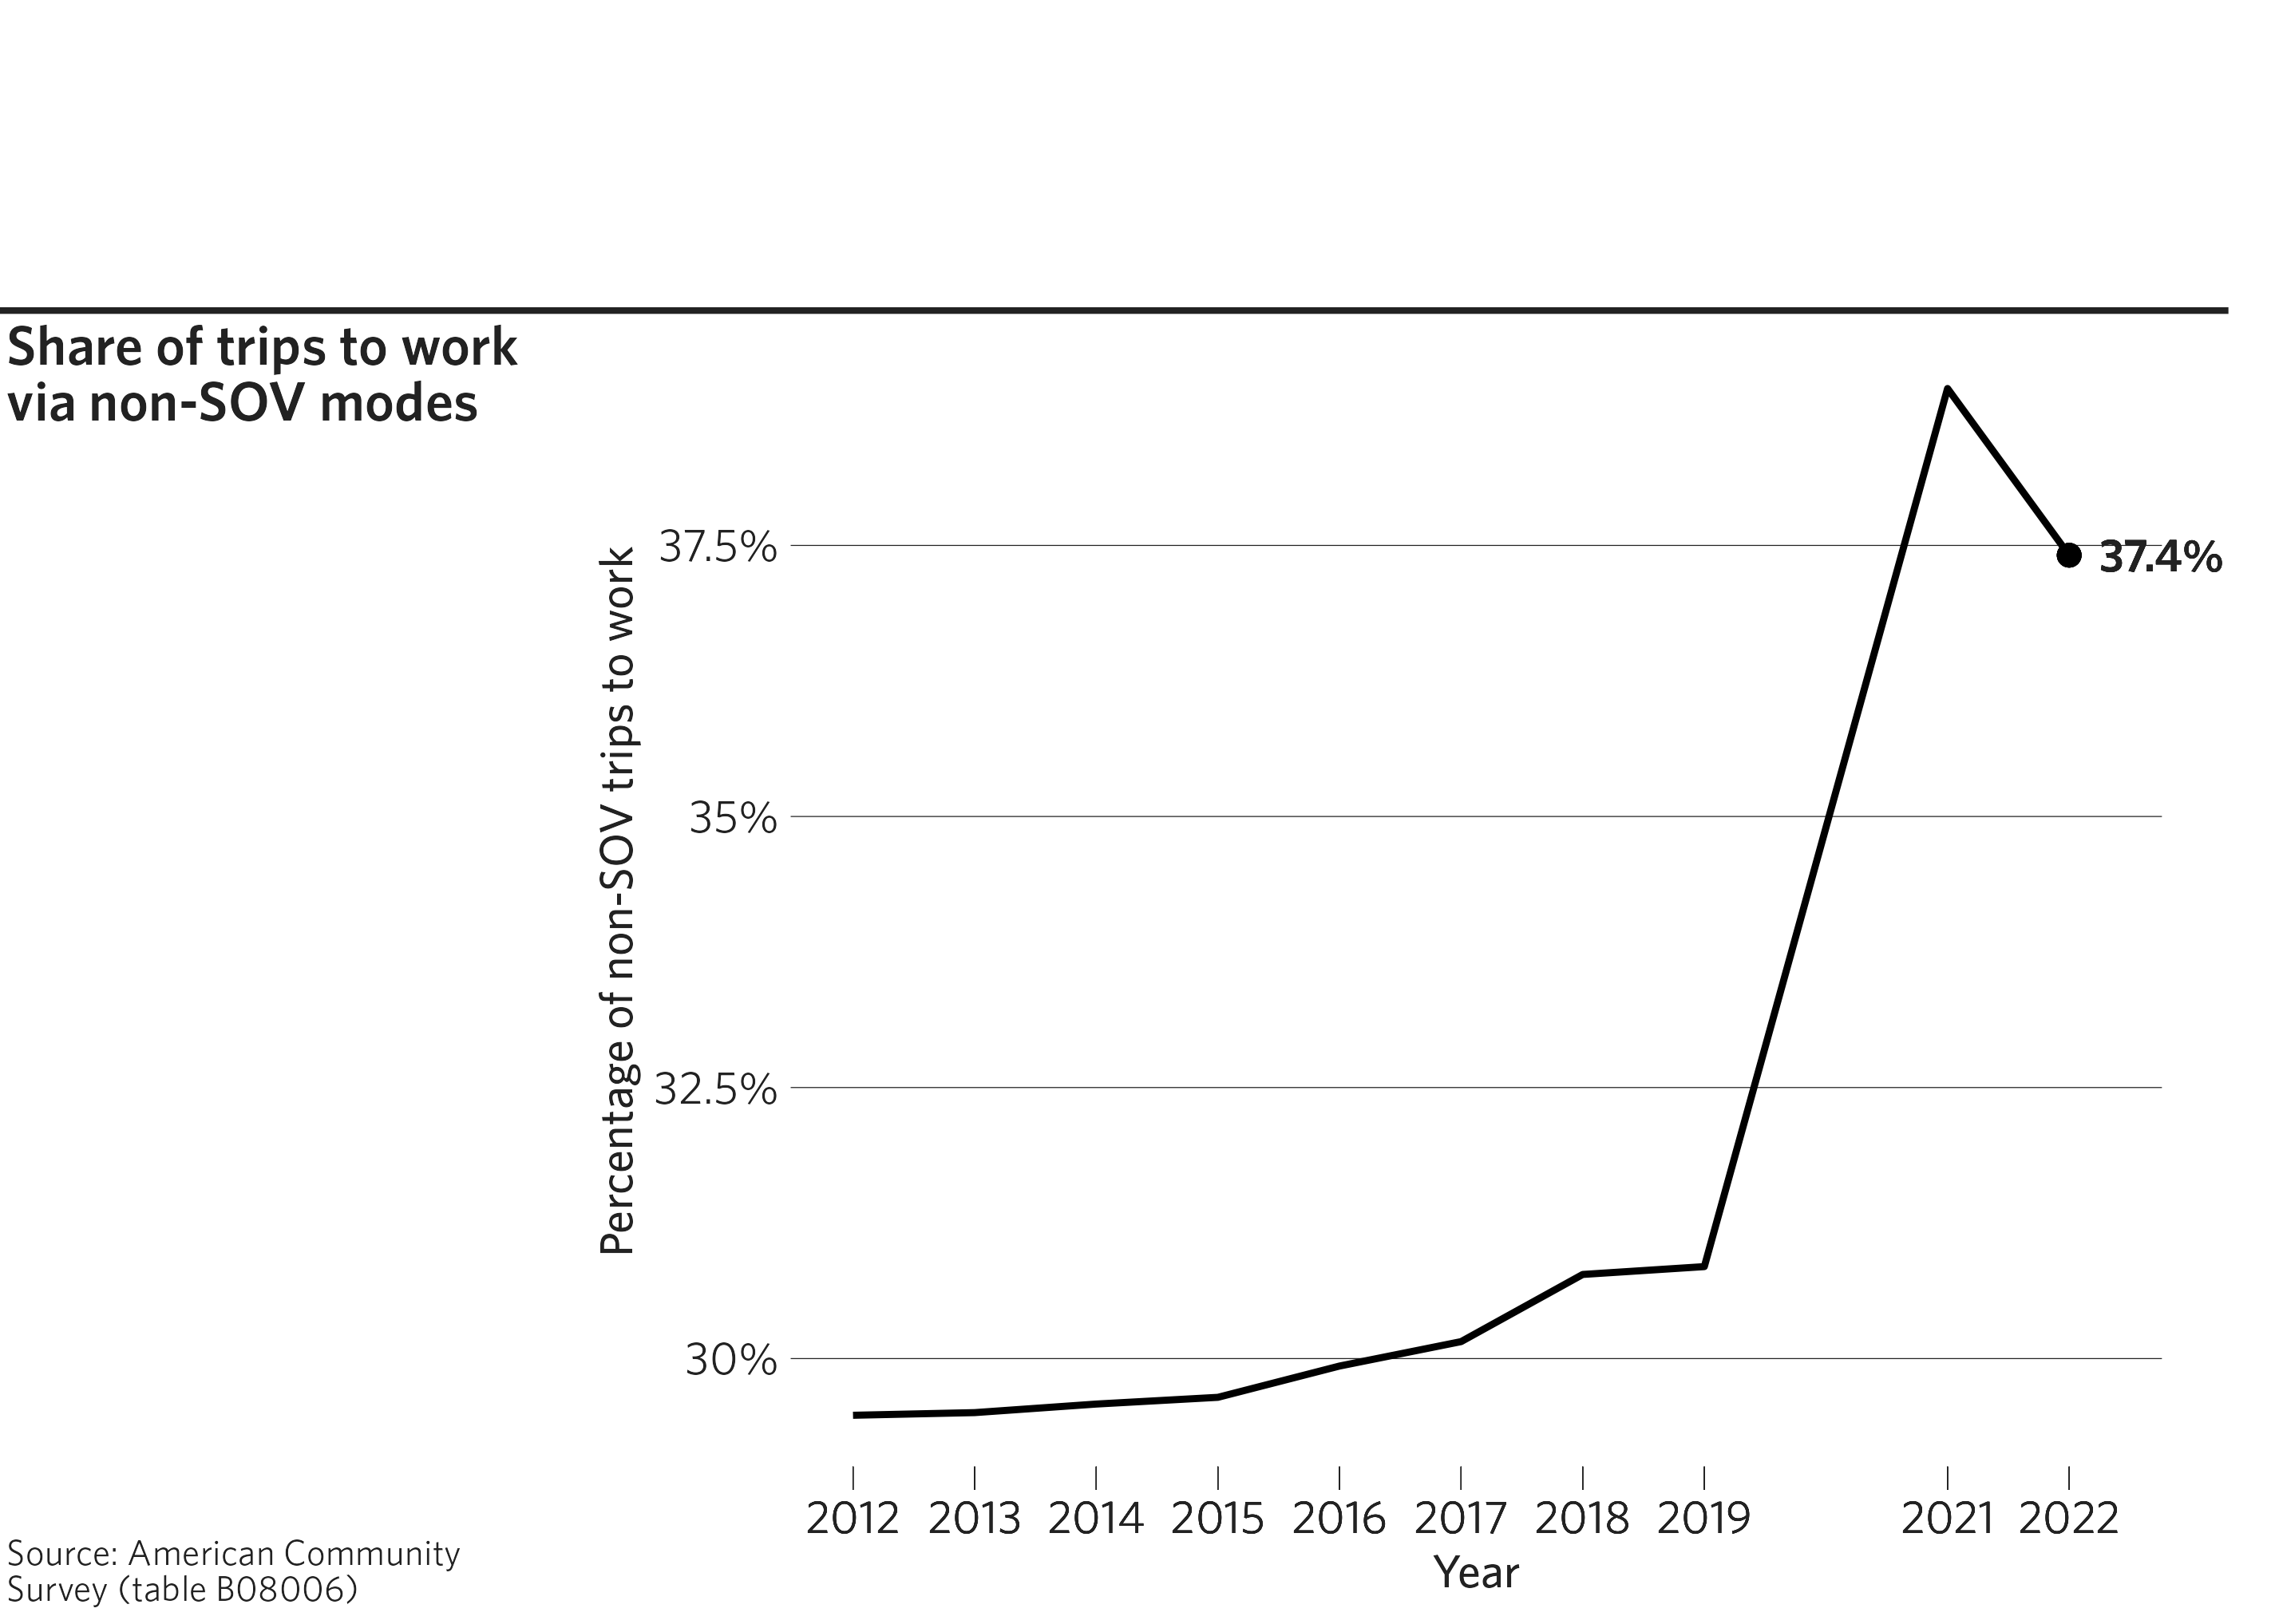 Share of trips to work
via non-SOV modes
Percentage of non-SOV trips to work
37.5%
35%
32.5%
30%
37.4%
2012 2013 2014 2015 2016 2017 2018 2019 2021 2022
Year
Source: American Community
Survey (table B08006)